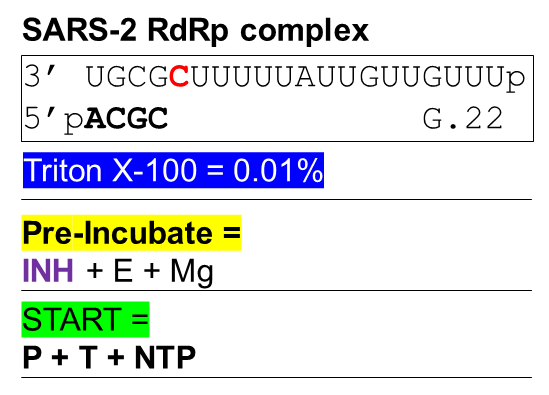 SARS-2 RdRp complex
3’ UGCGCUUUUUAUUGUUGUUUp
5’pACGC G.22
Triton X-100 = 0.01%
Pre-Incubate =
INH + E + Mg
START =
P + T + NTP